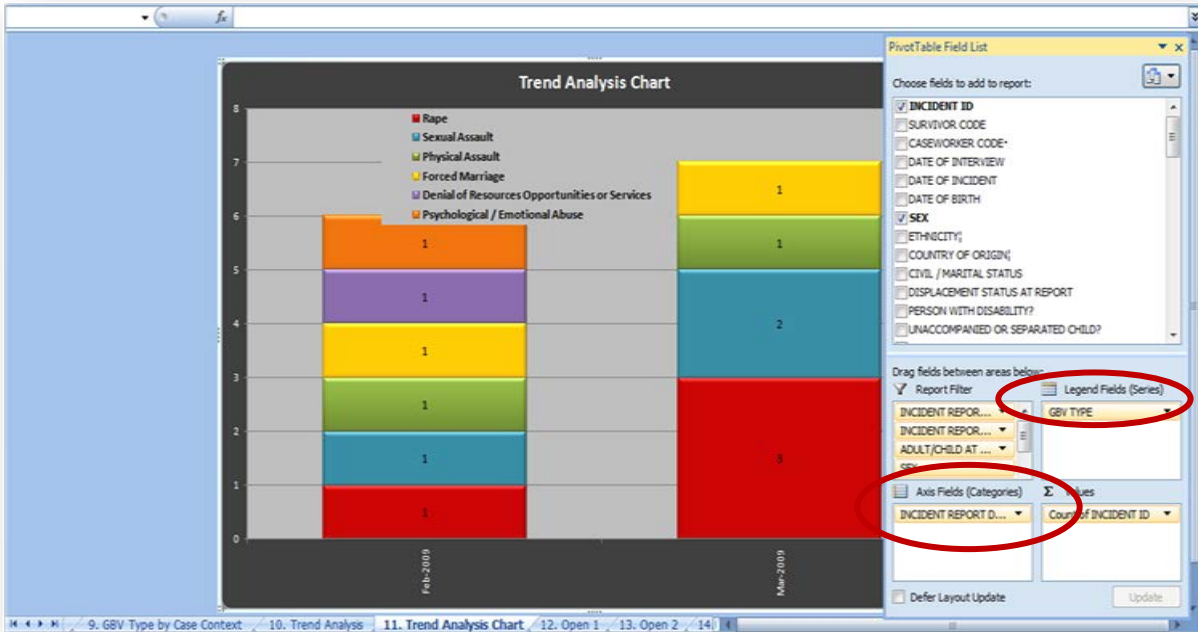 fx
Trend Analysis Chart
8
7
6
5
4
3
2
1
0
Rape
Sexual Assault
Physical Assault
Forced Marriage
Denial of Resources Opportunities or Services
Psychological / Emotional Abuse
1
1
1
1
1
1
1
1
2
3
Feb-2009
Mar-2009
PivotTable Field List
Choose fields to add to report:
INCIDENT ID
SURVIVOR CODE
CASEWORKER CODE*
DATE OF INTERVIEW
DATE OF INCIDENT
DATE OF BIRTH
SEX
ETHNICITY¦
COUNTRY OF ORIGIN¦
CIVIL / MARITAL STATUS
DISPLACEMENT STATUS AT REPORT
PERSON WITH DISABILITY?
UNACCOMPANIED OR SEPARATED CHILD?
Drag fields between areas below:
Report Filter
Legend Fields (Series)
INCIDENT REPOR...
GBV TYPE
INCIDENT REPOR...
ADULT/CHILD AT ...
SEX
Axis Fields (Categories)
Σ Values
INCIDENT REPORT D...
Count of INCIDENT ID
Defer Layout Update
Update
9. GBV Type by Case Context
10. Trend Analysis
11. Trend Analysis Chart
12. Open 1
13. Open 2
14